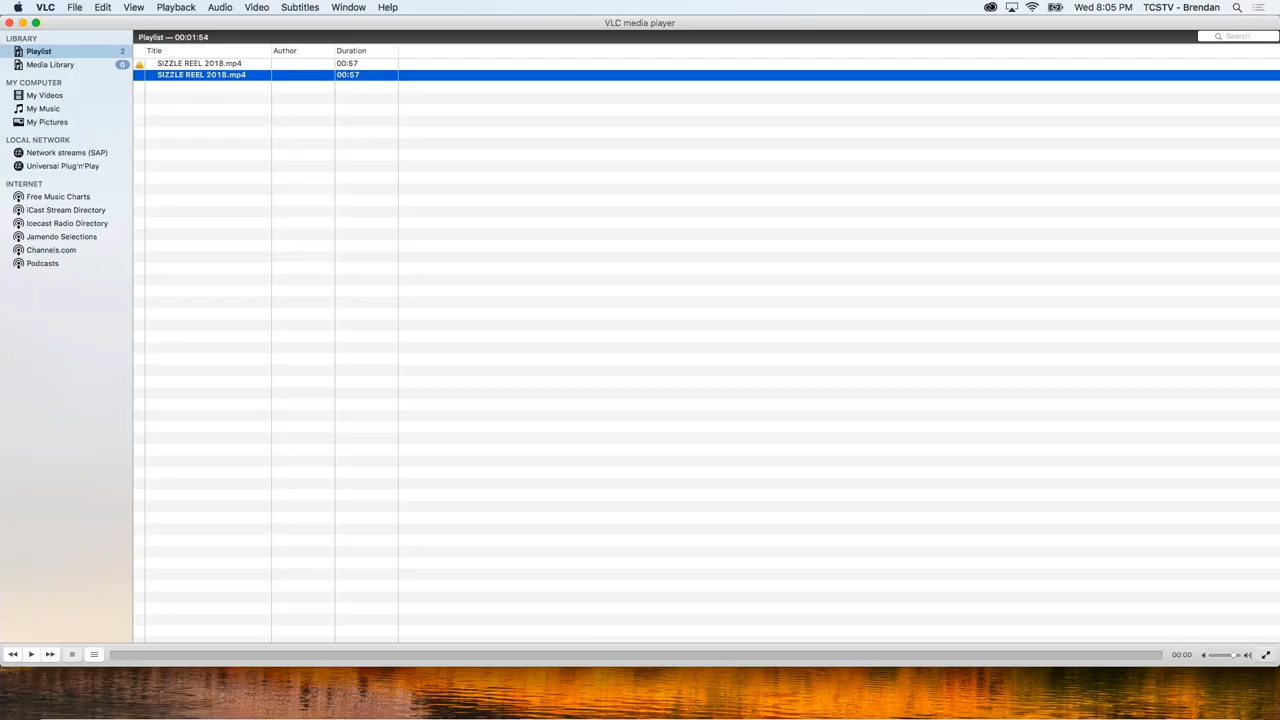 VLC File Edit View Playback Audio Video Subtitles Window Help Wed 8:05 PM TCSTV - Brendan
VLC media player
LIBRARY
Playlist 2
Media Library 0
MY COMPUTER
My Videos
My Music
My Pictures
LOCAL NETWORK
Network streams (SAP)
Universal Plug'n'Play
INTERNET
Free Music Charts
iCast Stream Directory
Icecast Radio Directory
Jamendo Selections
Channels.com
Podcasts
Playlist — 00:01:54 Search
Title Author Duration
SIZZLE REEL 2018.mp4 00:57
SIZZLE REEL 2018.mp4 00:57
00:00